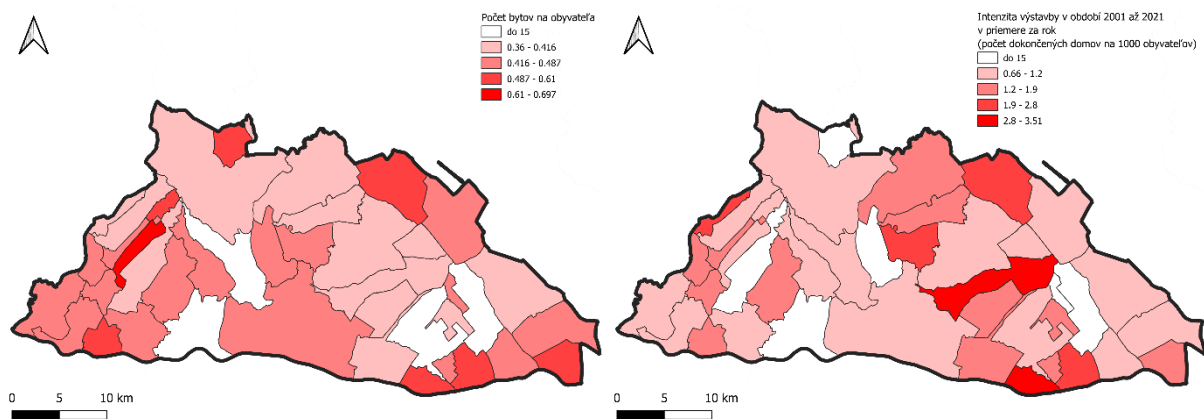 Počet bytov na obyvateľa
do 15
0.36 - 0.416
0.416 - 0.487
0.487 - 0.61
0.61 - 0.697
0 5 10 km
Intenzita výstavby v období 2001 až 2021
v priemere za rok
(počet dokončených domov na 1000 obyvateľov)
do 15
0.66 - 1.2
1.2 - 1.9
1.9 - 2.8
2.8 - 3.51
0 5 10 km